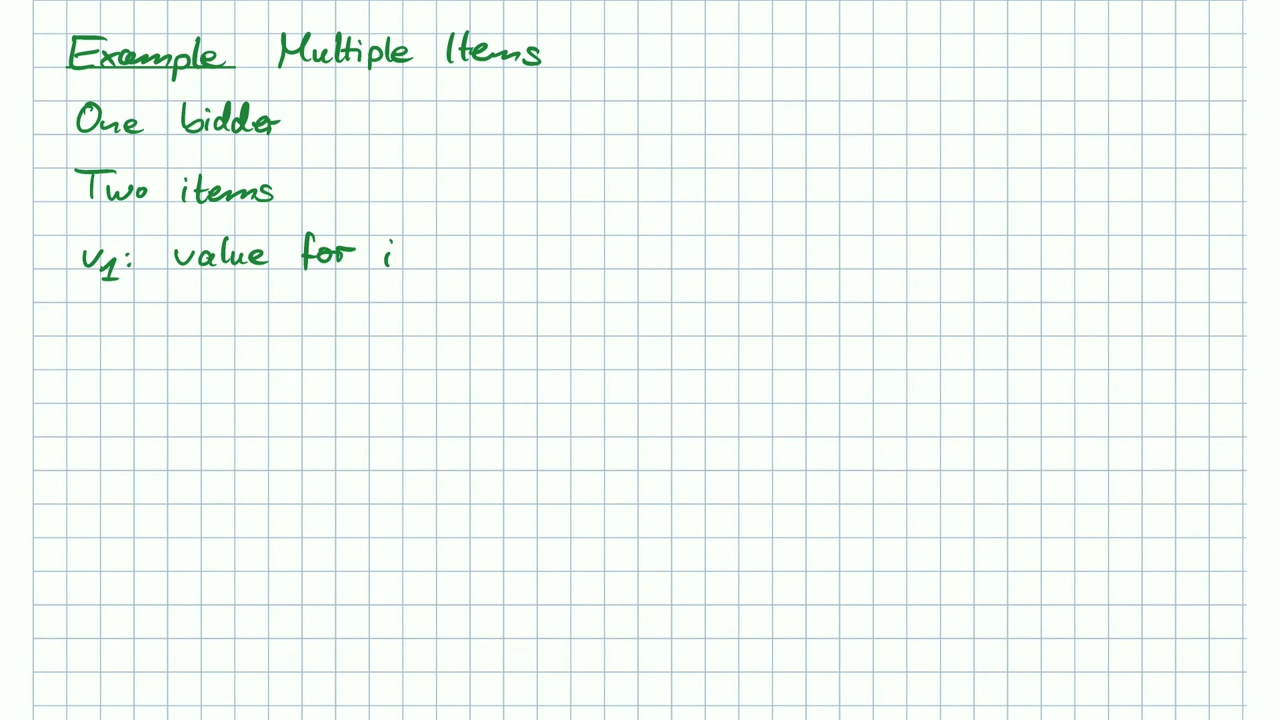 Example Multiple Items
One bidder
Two items
v₁: value for i